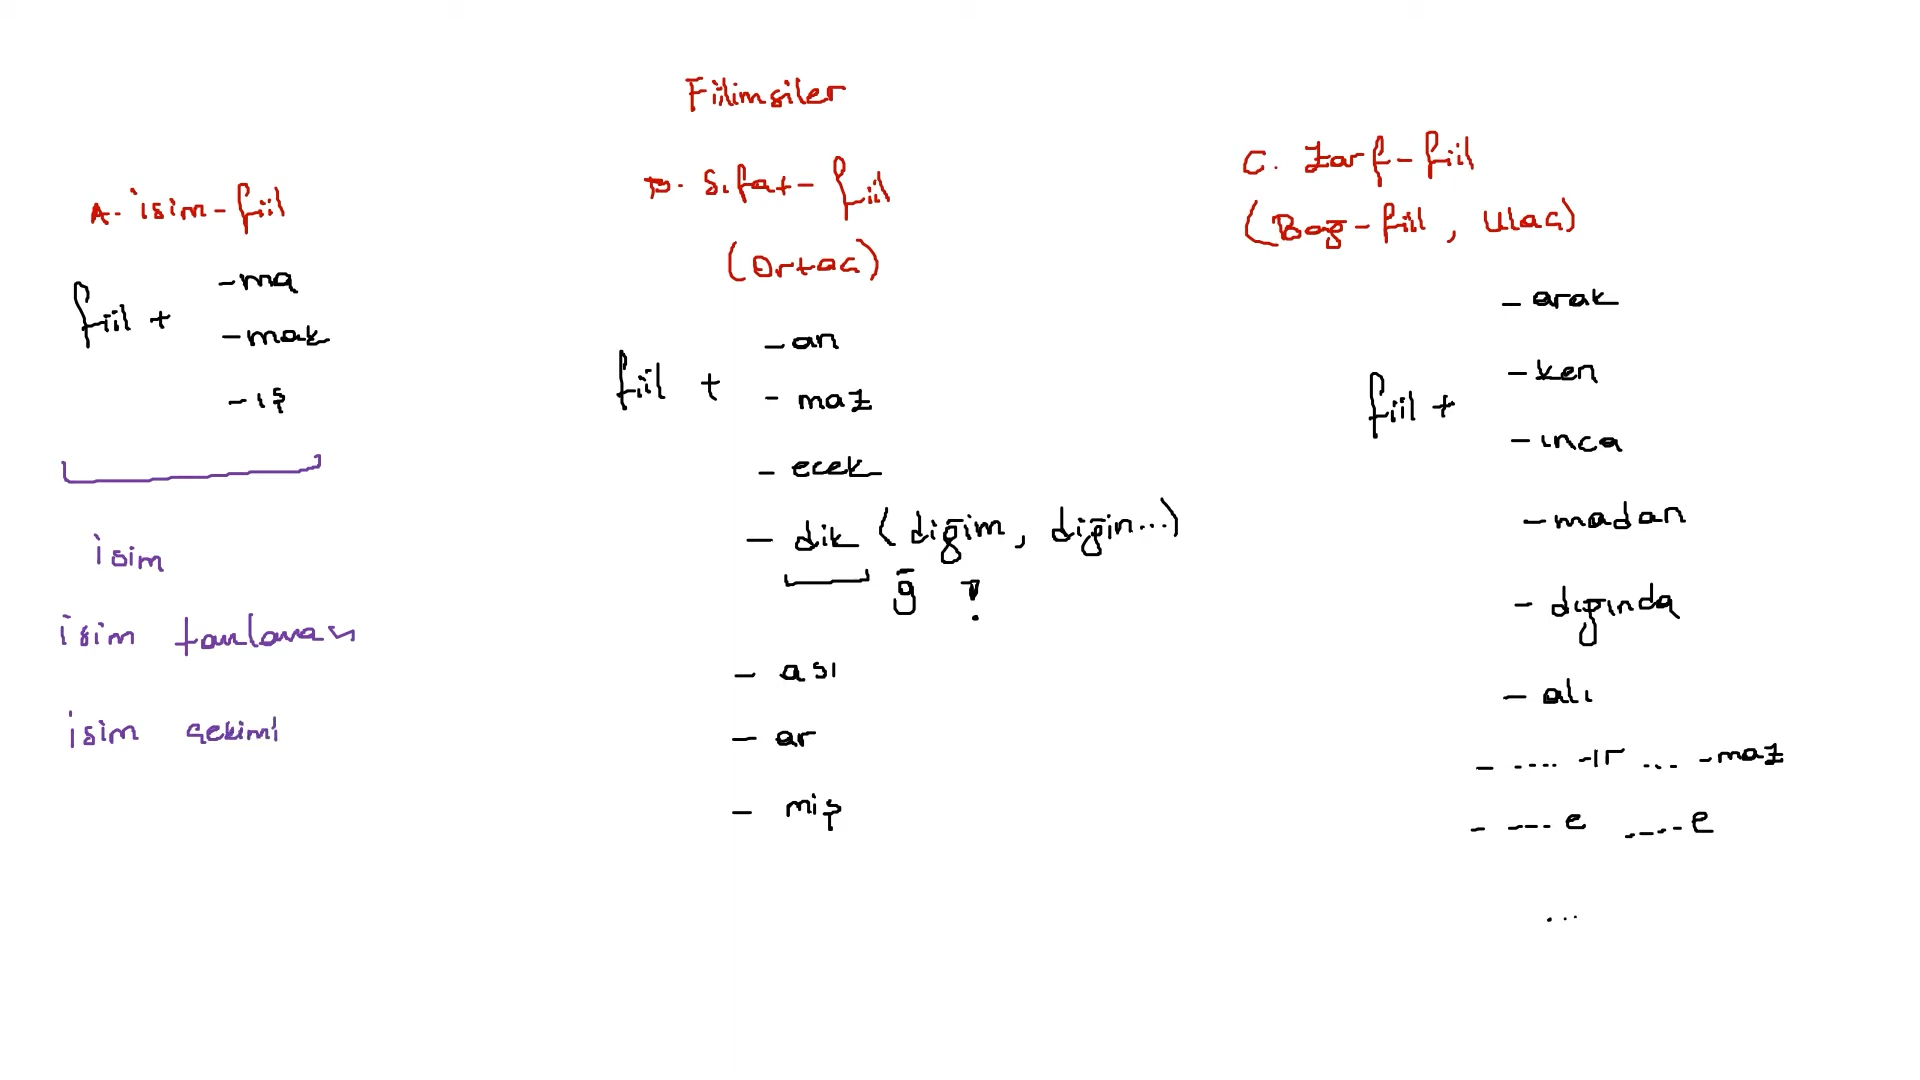 Fiilimsiler
A. isim-fiil
fiil +
-ma
-mak
-ış
isim
isim tamlaması
isim çekimi
B. Sıfat-fiil
(Ortaç)
fiil +
-an
- maz
- ecek
- dik (diğim, diğin...)
ğ !
- ası
- ar
- miş
C. Zarf-fiil
(Bağ-fiil, Ulaç)
fiil +
- arak
- ken
- ınca
- madan
- dığında
- alı
- .... -ır ... -maz
- ---- e ----- e
...